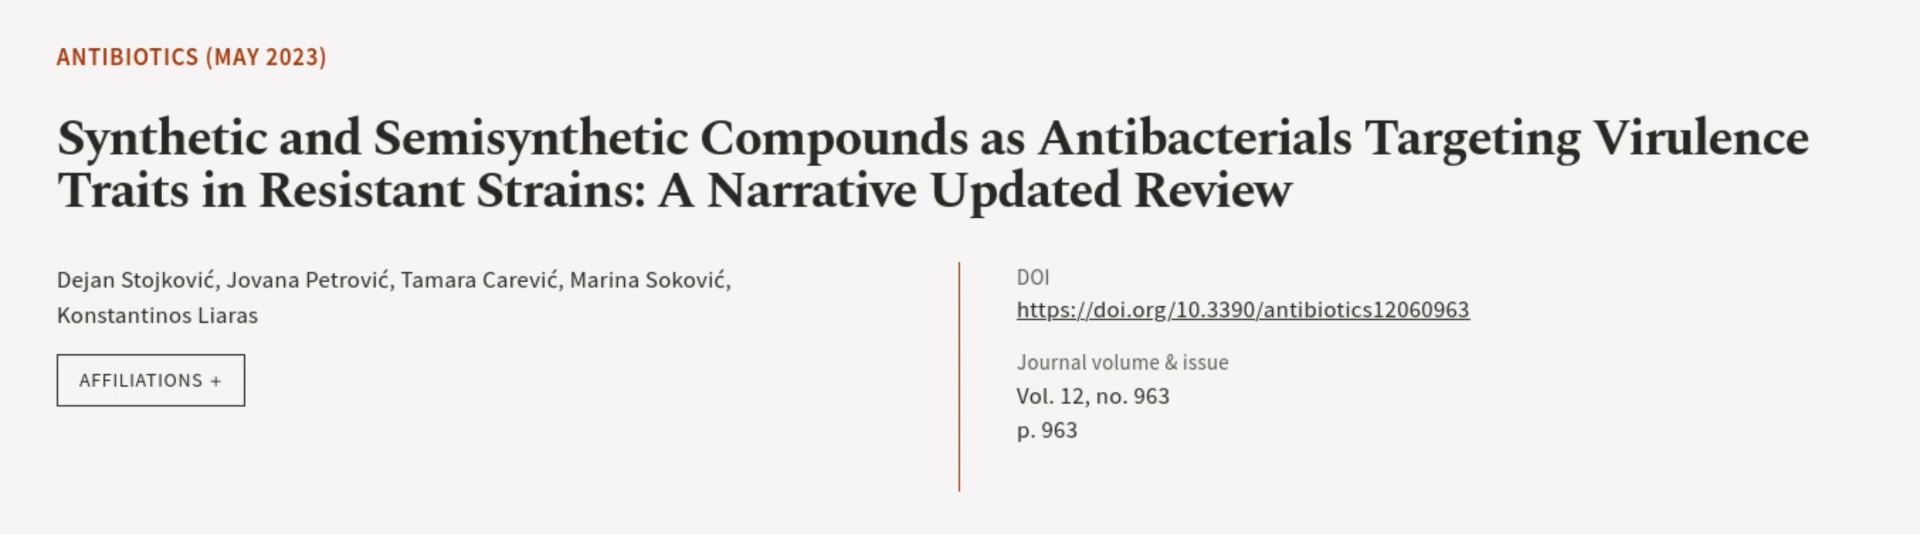 ANTIBIOTICS (MAY 2023)
Synthetic and Semisynthetic Compounds as Antibacterials Targeting Virulence
Traits in Resistant Strains: A Narrative Updated Review
Dejan Stojković, Jovana Petrović, Tamara Carević, Marina Soković,
Konstantinos Liaras
AFFILIATIONS +
DOI
https://doi.org/10.3390/antibiotics12060963
Journal volume & issue
Vol. 12, no. 963
p. 963